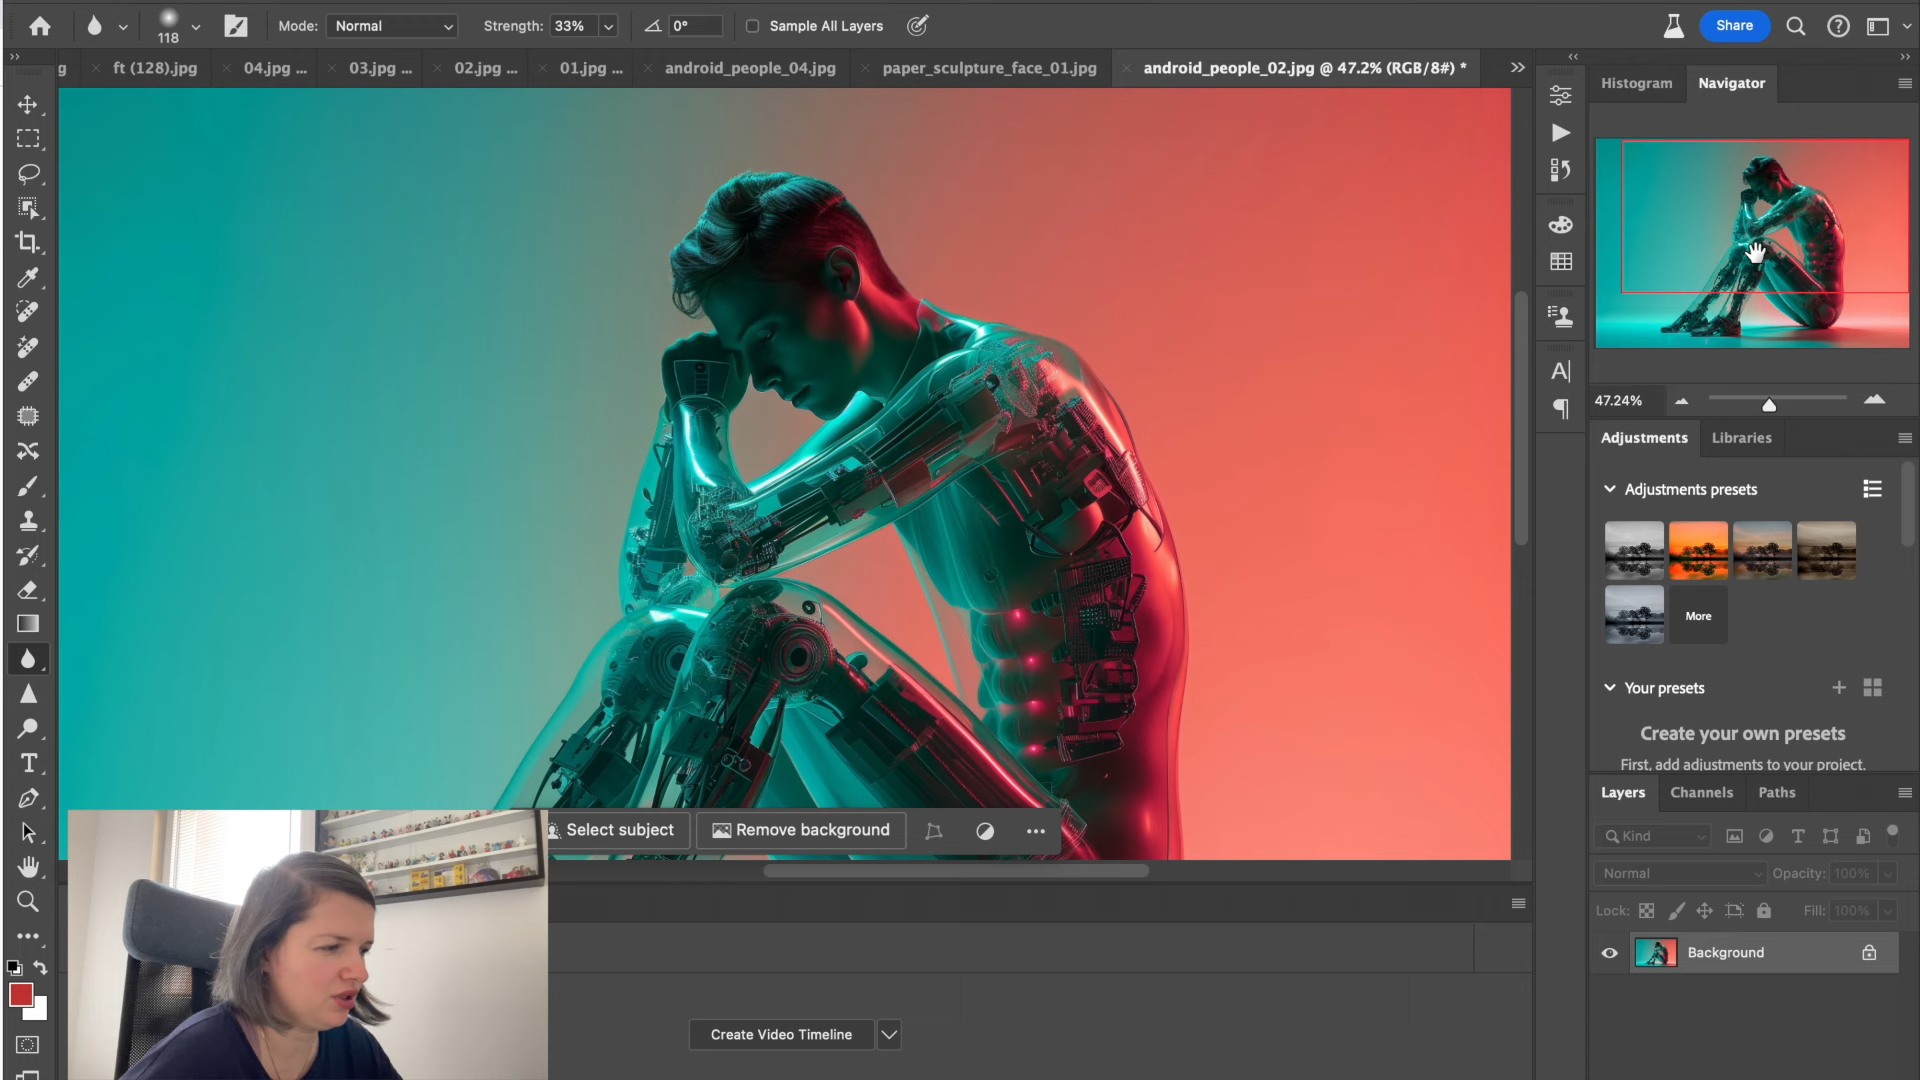 118 Mode: Normal Strength: 33% 0° Sample All Layers Share
g ft (128).jpg 04.jpg ... 03.jpg ... 02.jpg ... 01.jpg ... android_people_04.jpg paper_sculpture_face_01.jpg android_people_02.jpg @ 47.2% (RGB/8#) *
Histogram Navigator
47.24%
Adjustments Libraries
Adjustments presets
More
Your presets
Create your own presets
First, add adjustments to your project.
Layers Channels Paths
Select subject Remove background
Kind
Normal Opacity: 100%
Lock: Fill: 100%
Background
Create Video Timeline